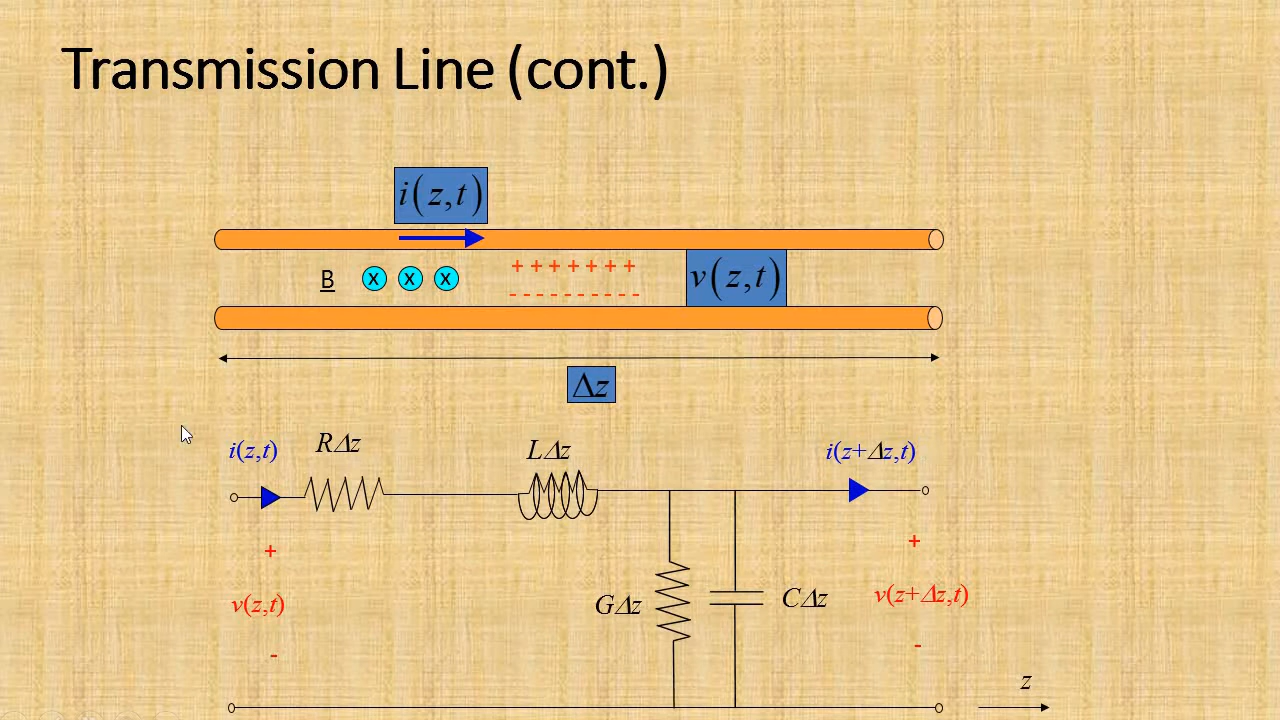 Transmission Line (cont.)
i(z,t)
B x x x + + + + + + + v(z,t)
- - - - - - - - - -
Δz
i(z,t) RΔz LΔz i(z+Δz,t)
+ +
v(z,t) GΔz CΔz v(z+Δz,t)
- -
z